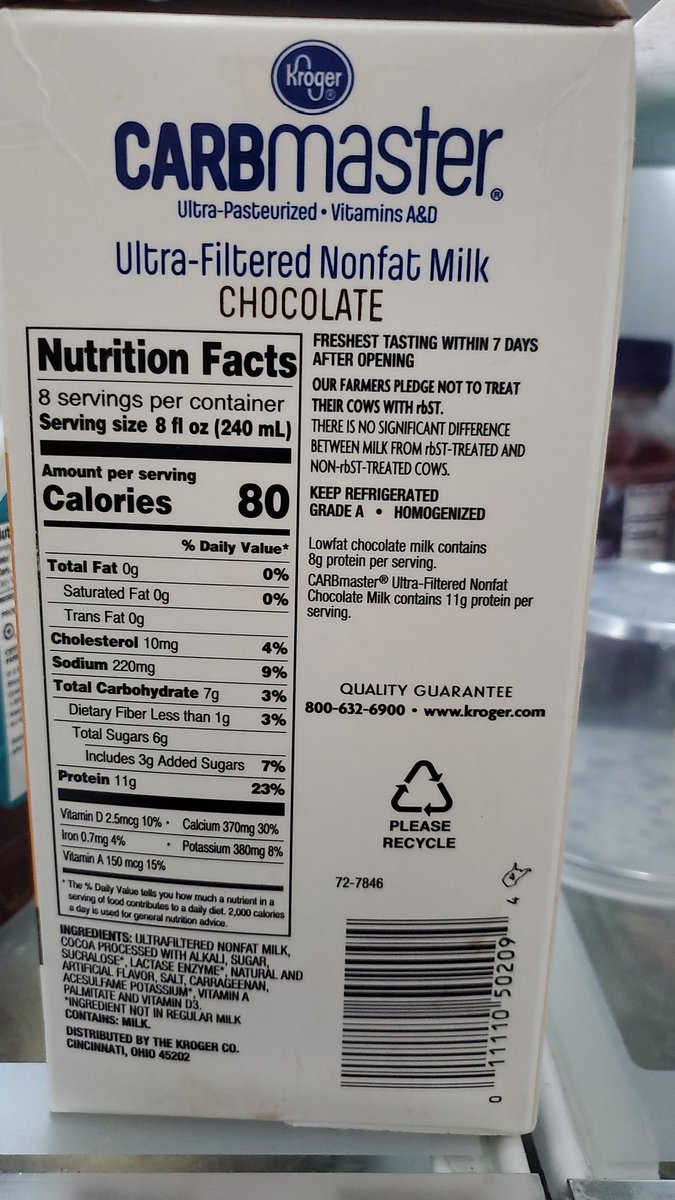 Kroger
CARBmaster®
Ultra-Pasteurized • Vitamins A&D
Ultra-Filtered Nonfat Milk
CHOCOLATE
Nutrition Facts
8 servings per container
Serving size 8 fl oz (240 mL)
Amount per serving
Calories 80
% Daily Value*
Total Fat 0g 0%
Saturated Fat 0g 0%
Trans Fat 0g
Cholesterol 10mg 4%
Sodium 220mg 9%
Total Carbohydrate 7g 3%
Dietary Fiber Less than 1g 3%
Total Sugars 6g
Includes 3g Added Sugars 7%
Protein 11g 23%
Vitamin D 2.5mcg 10% • Calcium 370mg 30%
Iron 0.7mg 4% • Potassium 380mg 8%
Vitamin A 150 mcg 15%
* The % Daily Value tells you how much a nutrient in a
serving of food contributes to a daily diet. 2,000 calories
a day is used for general nutrition advice.
INGREDIENTS: ULTRAFILTERED NONFAT MILK,
COCOA PROCESSED WITH ALKALI, SUGAR,
SUCRALOSE*, LACTASE ENZYME*, NATURAL AND
ARTIFICIAL FLAVOR, SALT, CARRAGEENAN,
ACESULFAME POTASSIUM*, VITAMIN A
PALMITATE AND VITAMIN D3.
*INGREDIENT NOT IN REGULAR MILK
CONTAINS: MILK.
DISTRIBUTED BY THE KROGER CO.
CINCINNATI, OHIO 45202
FRESHEST TASTING WITHIN 7 DAYS
AFTER OPENING
OUR FARMERS PLEDGE NOT TO TREAT
THEIR COWS WITH rbST.
THERE IS NO SIGNIFICANT DIFFERENCE
BETWEEN MILK FROM rbST-TREATED AND
NON-rbST-TREATED COWS.
KEEP REFRIGERATED
GRADE A • HOMOGENIZED
Lowfat chocolate milk contains
8g protein per serving.
CARBmaster® Ultra-Filtered Nonfat
Chocolate Milk contains 11g protein per
serving.
QUALITY GUARANTEE
800-632-6900 • www.kroger.com
PLEASE
RECYCLE
72-7846
4
0 11110 50209 4